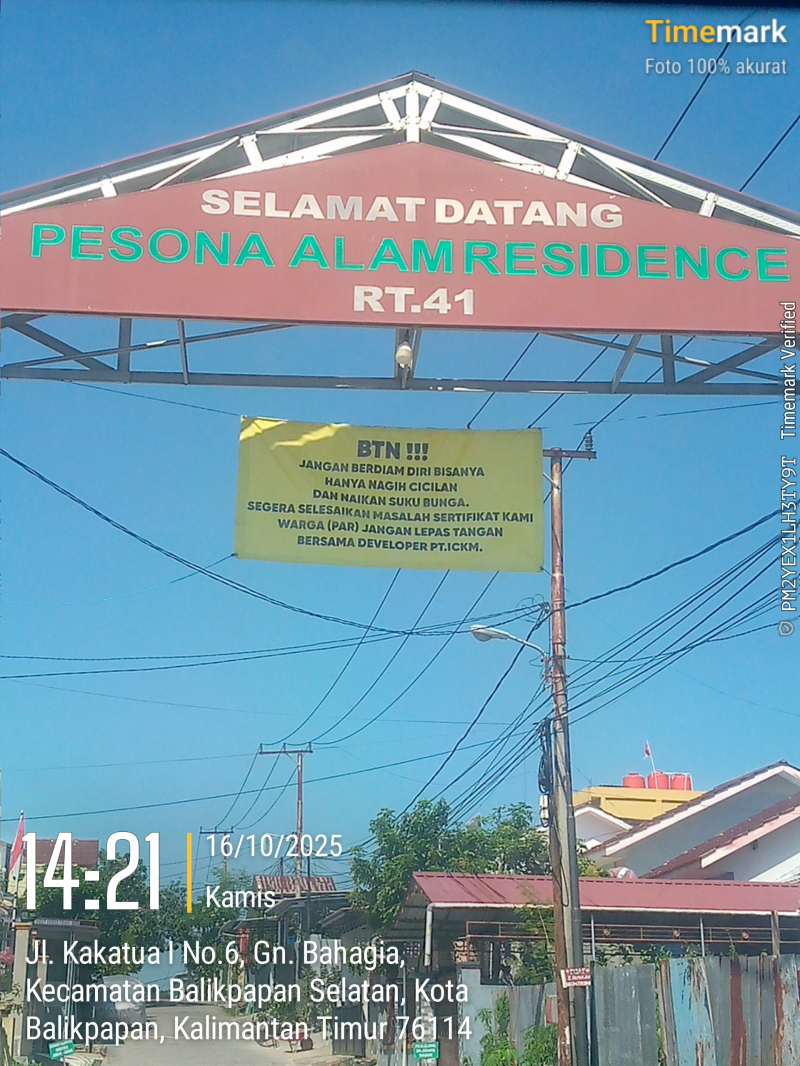 Timemark
Foto 100% akurat
SELAMAT DATANG
PESONA ALAM RESIDENCE
RT.41
BTN !!!
JANGAN BERDIAM DIRI BISANYA
HANYA NAGIH CICILAN
DAN NAIKAN SUKU BUNGA.
SEGERA SELESAIKAN MASALAH SERTIFIKAT KAMI
WARGA (PAR) JANGAN LEPAS TANGAN
BERSAMA DEVELOPER PT.ICKM.
PM2YEX1LH3TY9T Timemark Verified
14:21
16/10/2025
Kamis
Jl. Kakatua I No.6, Gn. Bahagia,
Kecamatan Balikpapan Selatan, Kota
Balikpapan, Kalimantan Timur 76114